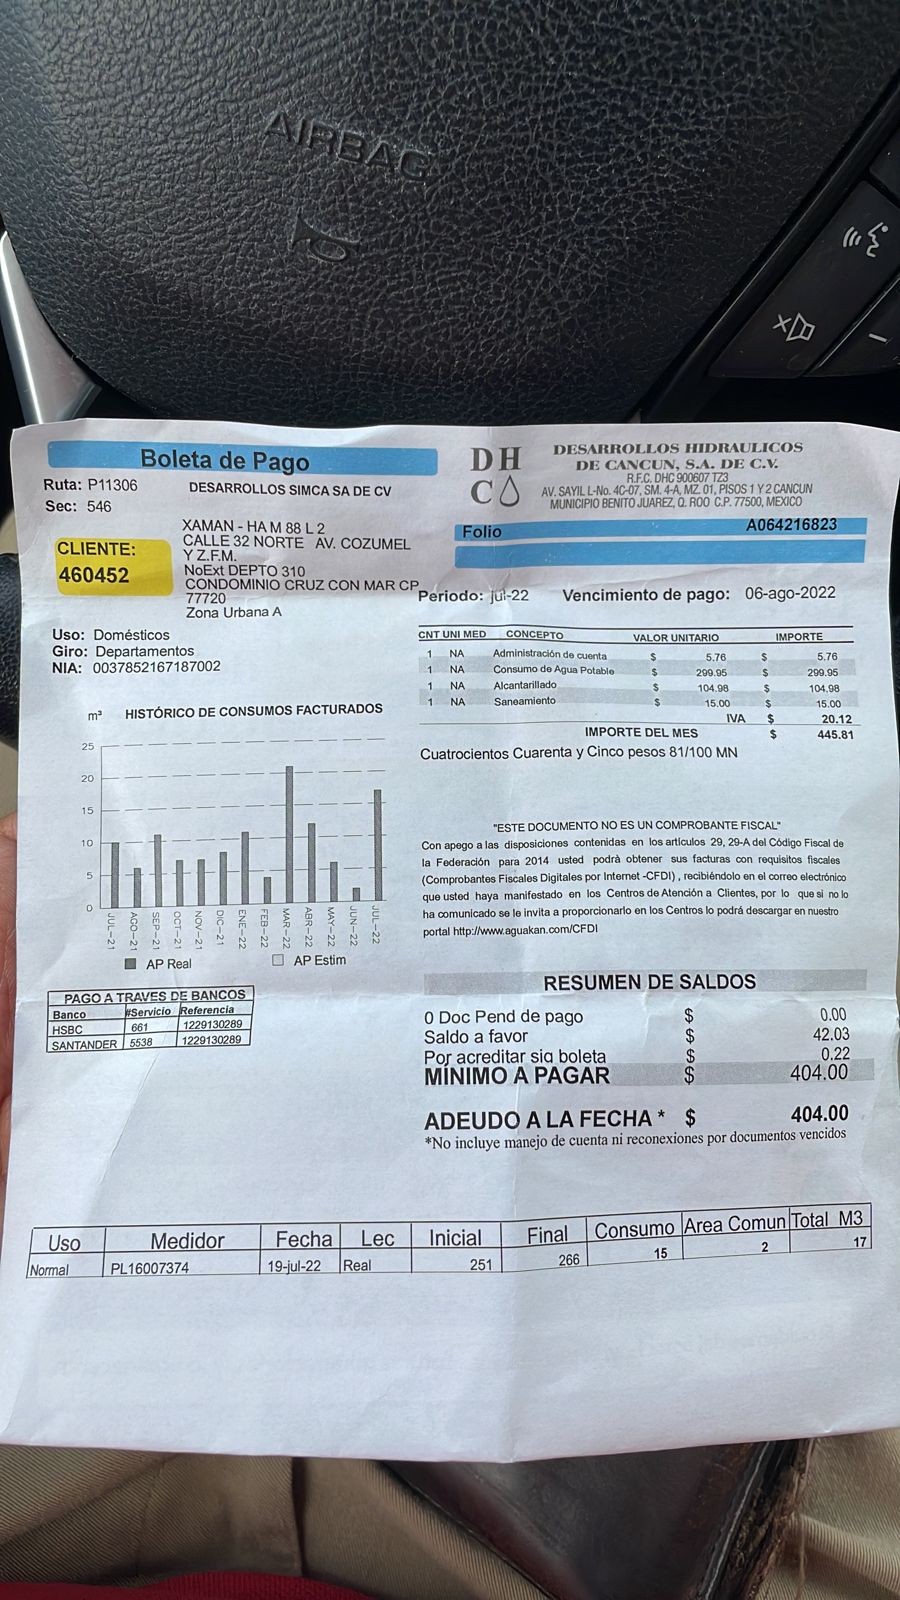 AIRBAG
Boleta de Pago
Ruta: P11306
DESARROLLOS SIMCA SA DE CV
Sec: 546
CLIENTE:
460452
XAMAN - HA M 88 L 2
CALLE 32 NORTE AV. COZUMEL
Y Z.F.M.
NoExt DEPTO 310
CONDOMINIO CRUZ CON MAR CP
77720
Zona Urbana A
DH
C
DESARROLLOS HIDRAULICOS
DE CANCUN, S.A. DE C.V.
R.F.C. DHC 900607 TZ3
AV. SAYIL L-No. 4C-07, SM. 4-A, MZ. 01, PISOS 1 Y 2 CANCUN
MUNICIPIO BENITO JUAREZ, Q. ROO C.P. 77500, MEXICO
Folio A064216823
Periodo: jul-22 Vencimiento de pago: 06-ago-2022
Uso: Domésticos
Giro: Departamentos
NIA: 0037852167187002
CNT UNI MED CONCEPTO VALOR UNITARIO IMPORTE
1 NA Administración de cuenta $ 5.76 $ 5.76
1 NA Consumo de Agua Potable $ 299.95 $ 299.95
1 NA Alcantarillado $ 104.98 $ 104.98
1 NA Saneamiento $ 15.00 $ 15.00
IVA $ 20.12
IMPORTE DEL MES $ 445.81
Cuatrocientos Cuarenta y Cinco pesos 81/100 MN
m³ HISTÓRICO DE CONSUMOS FACTURADOS
25
20
15
10
5
0
JUL-21 AGO-21 SEP-21 OCT-21 NOV-21 DIC-21 ENE-22 FEB-22 MAR-22 ABR-22 MAY-22 JUN-22 JUL-22
AP Real AP Estim
"ESTE DOCUMENTO NO ES UN COMPROBANTE FISCAL"
Con apego a las disposiciones contenidas en los artículos 29, 29-A del Código Fiscal de
la Federación para 2014 usted podrá obtener sus facturas con requisitos fiscales
(Comprobantes Fiscales Digitales por Internet -CFDI) , recibiéndolo en el correo electrónico
que usted haya manifestado en los Centros de Atención a Clientes, por lo que si no lo
ha comunicado se le invita a proporcionarlo en los Centros lo podrá descargar en nuestro
portal http://www.aguakan.com/CFDI
PAGO A TRAVES DE BANCOS
Banco #Servicio Referencia
HSBC 661 1229130289
SANTANDER 5538 1229130289
RESUMEN DE SALDOS
0 Doc Pend de pago $ 0.00
Saldo a favor $ 42.03
Por acreditar sig boleta $ 0.22
MÍNIMO A PAGAR $ 404.00
ADEUDO A LA FECHA * $ 404.00
*No incluye manejo de cuenta ni reconexiones por documentos vencidos
Uso Medidor Fecha Lec Inicial Final Consumo Area Comun Total M3
Normal PL16007374 19-jul-22 Real 251 266 15 2 17